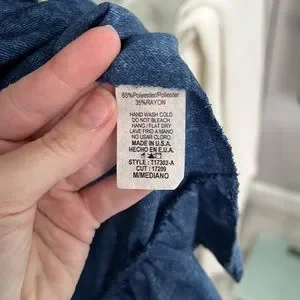 65%Polyester/Poliester
35%RAYON
HAND WASH COLD
DO NOT BLEACH
HANG / FLAT DRY
LAVE FRIO A MANO
NO USAR CLORO
MADE IN U.S.A.
HECHO EN E.U.A.
STYLE : T17302-A
CUT : 17209
M/MEDIANO